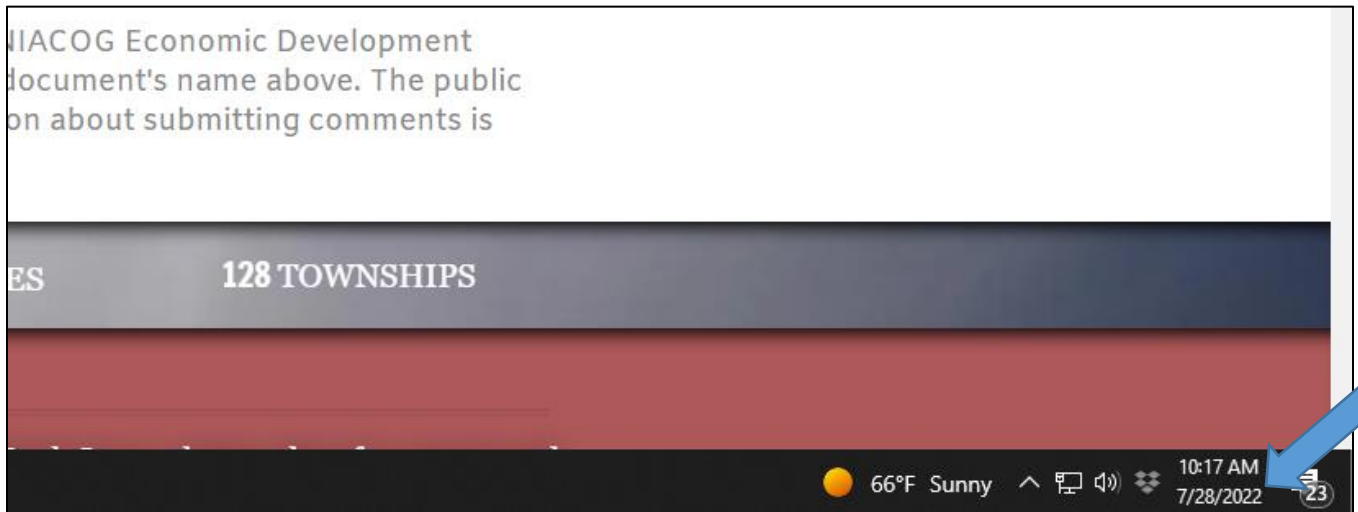 NIACOG Economic Development
document's name above. The public
on about submitting comments is
ES
128 TOWNSHIPS
66°F Sunny
10:17 AM
7/28/2022
23